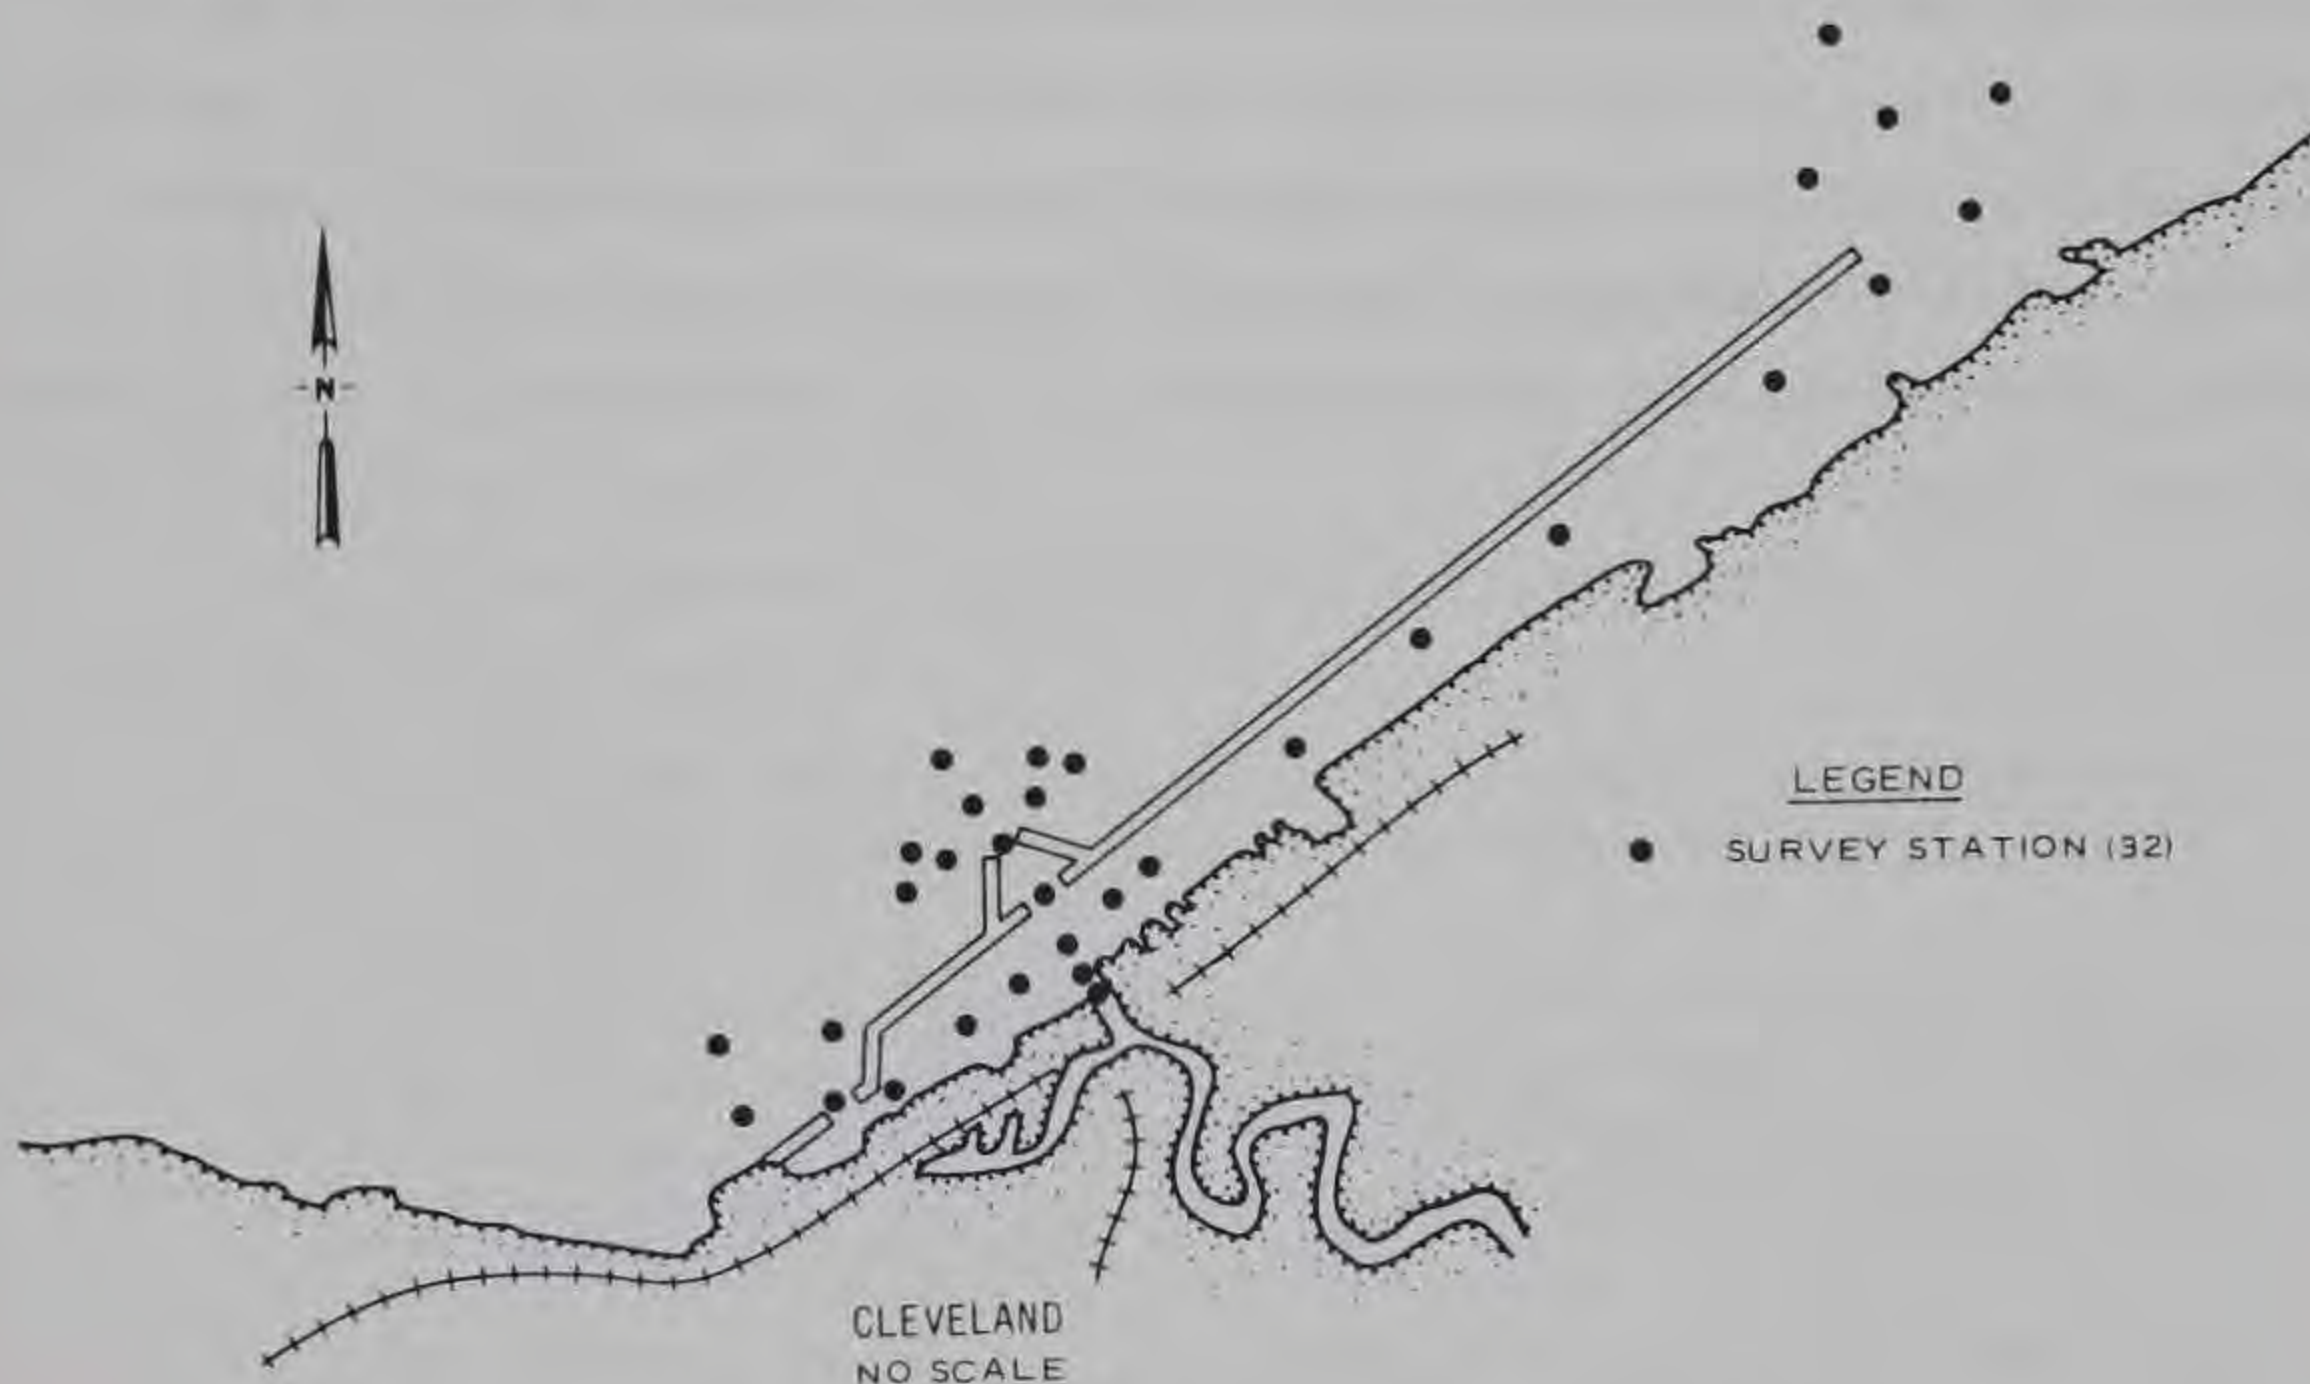 N
LEGEND
SURVEY STATION (32)
CLEVELAND
NO SCALE